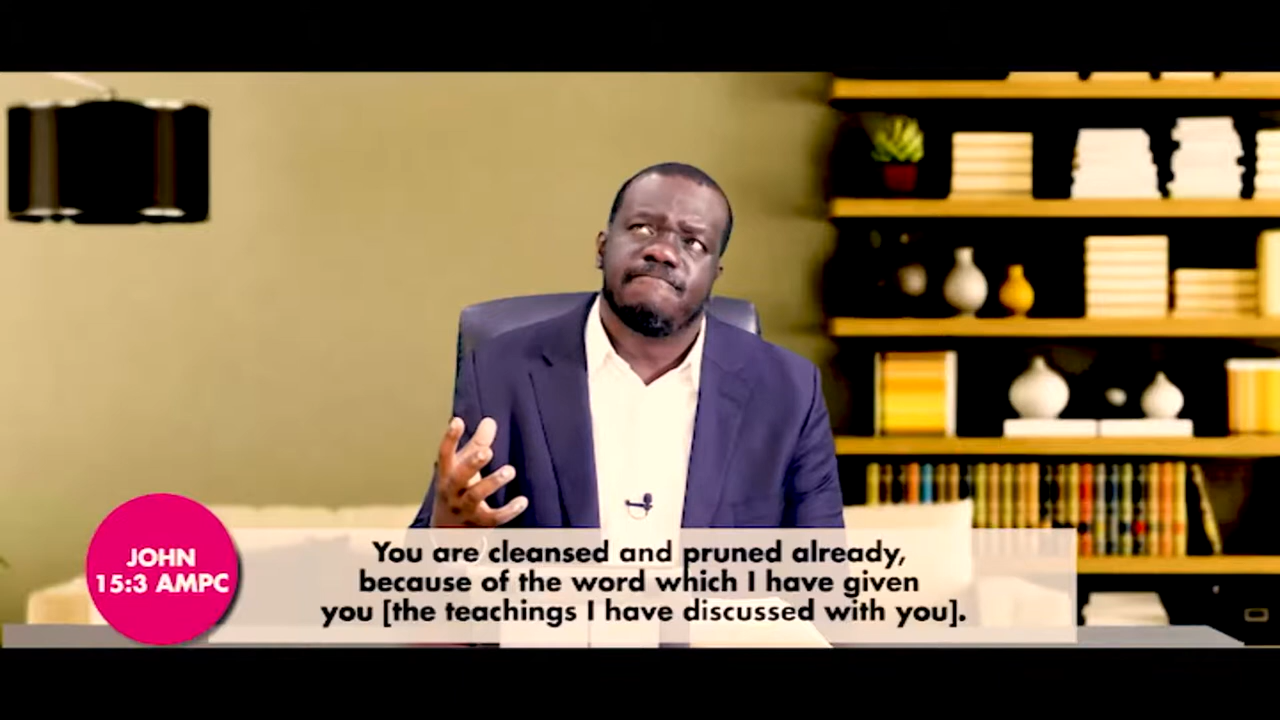 JOHN
15:3 AMPC
You are cleansed and pruned already,
because of the word which I have given
you [the teachings I have discussed with you].